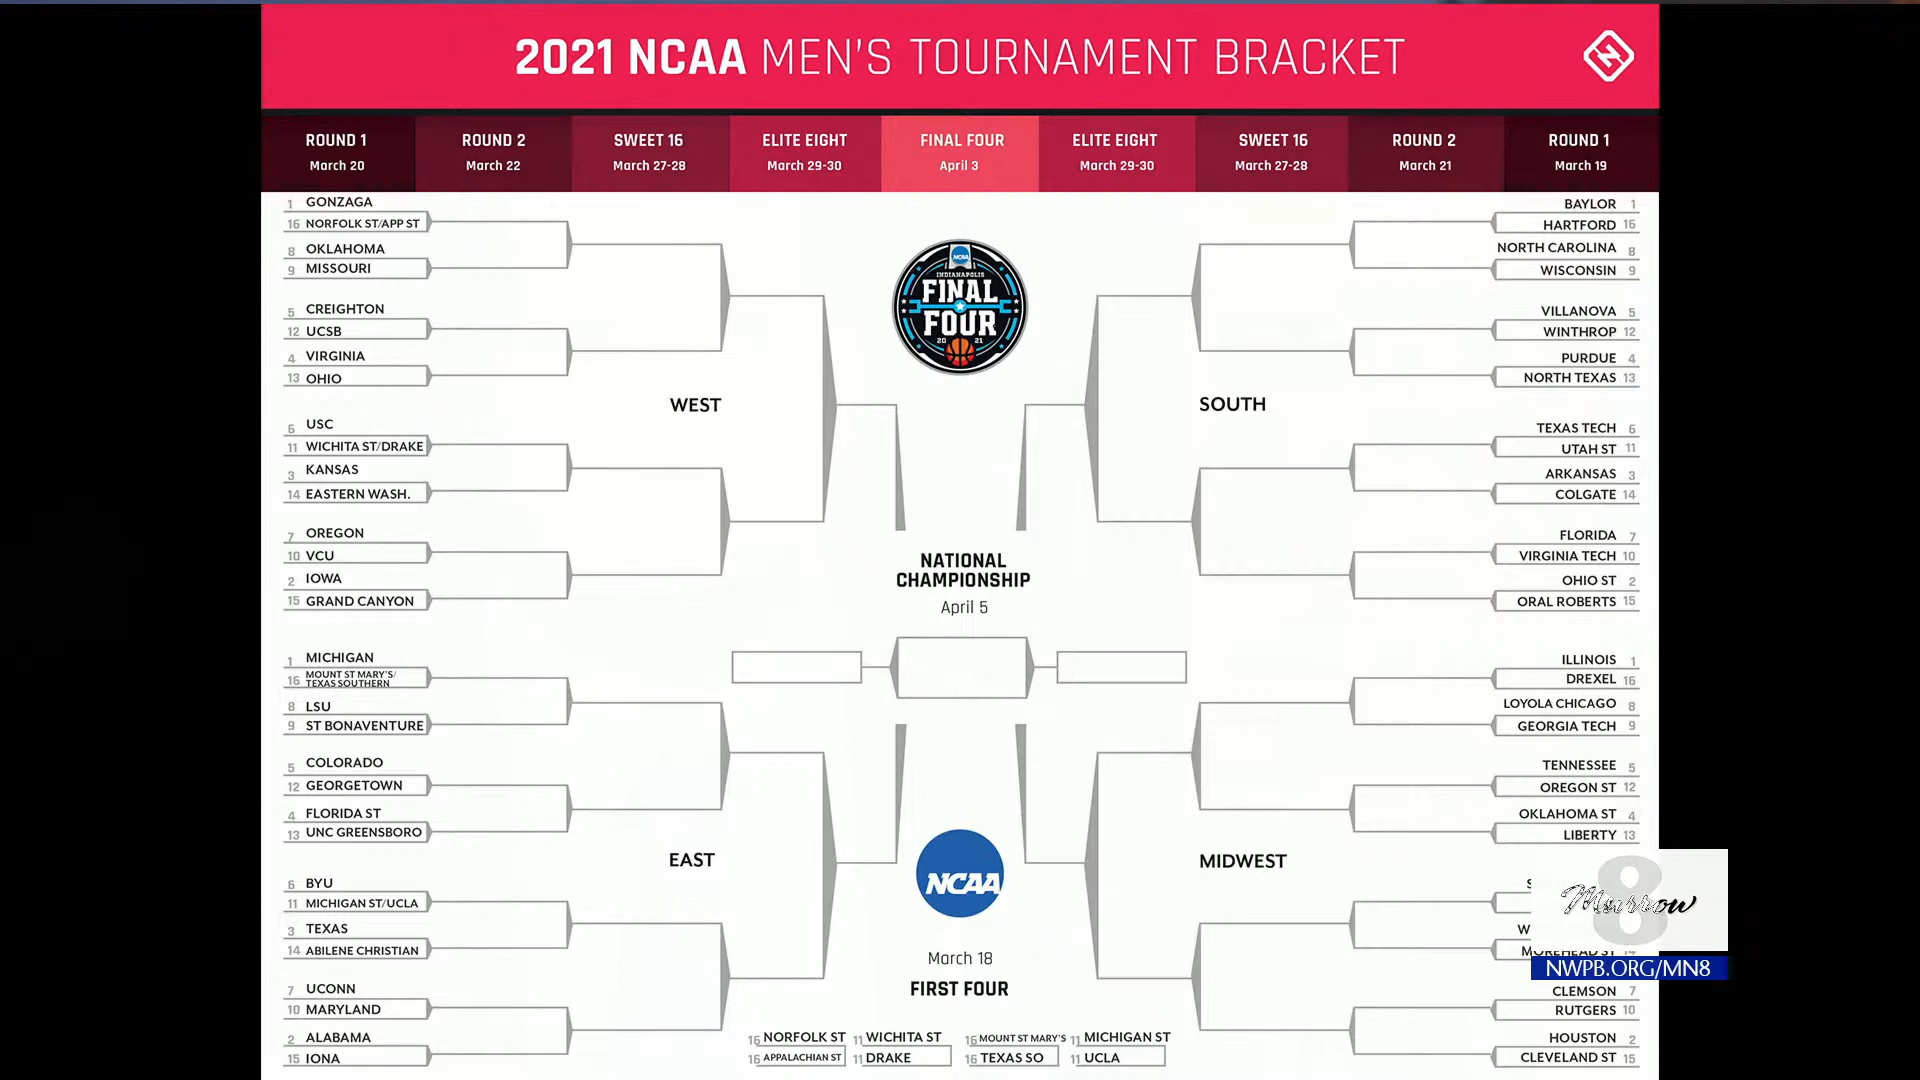 2021 NCAA MEN'S TOURNAMENT BRACKET
ROUND 1
March 20
ROUND 2
March 22
SWEET 16
March 27-28
ELITE EIGHT
March 29-30
FINAL FOUR
April 3
ELITE EIGHT
March 29-30
SWEET 16
March 27-28
ROUND 2
March 21
ROUND 1
March 19
1 GONZAGA
16 NORFOLK ST/APP ST
8 OKLAHOMA
9 MISSOURI
5 CREIGHTON
12 UCSB
4 VIRGINIA
13 OHIO
WEST
6 USC
11 WICHITA ST/DRAKE
3 KANSAS
14 EASTERN WASH.
7 OREGON
10 VCU
2 IOWA
15 GRAND CANYON
1 MICHIGAN
16 MOUNT ST MARY'S/
TEXAS SOUTHERN
8 LSU
9 ST BONAVENTURE
5 COLORADO
12 GEORGETOWN
4 FLORIDA ST
13 UNC GREENSBORO
EAST
6 BYU
11 MICHIGAN ST/UCLA
3 TEXAS
14 ABILENE CHRISTIAN
7 UCONN
10 MARYLAND
2 ALABAMA
15 IONA
NCAA
INDIANAPOLIS
FINAL
FOUR
20 21
NATIONAL
CHAMPIONSHIP
April 5
NCAA
March 18
FIRST FOUR
16 NORFOLK ST
16 APPALACHIAN ST
11 WICHITA ST
11 DRAKE
16 MOUNT ST MARY'S
16 TEXAS SO
11 MICHIGAN ST
11 UCLA
BAYLOR 1
HARTFORD 16
NORTH CAROLINA 8
WISCONSIN 9
VILLANOVA 5
WINTHROP 12
PURDUE 4
NORTH TEXAS 13
SOUTH
TEXAS TECH 6
UTAH ST 11
ARKANSAS 3
COLGATE 14
FLORIDA 7
VIRGINIA TECH 10
OHIO ST 2
ORAL ROBERTS 15
ILLINOIS 1
DREXEL 16
LOYOLA CHICAGO 8
GEORGIA TECH 9
TENNESSEE 5
OREGON ST 12
OKLAHOMA ST 4
LIBERTY 13
MIDWEST
8
Murrow
MOREHEAD ST 14
NWPB.ORG/MN8
CLEMSON 7
RUTGERS 10
HOUSTON 2
CLEVELAND ST 15